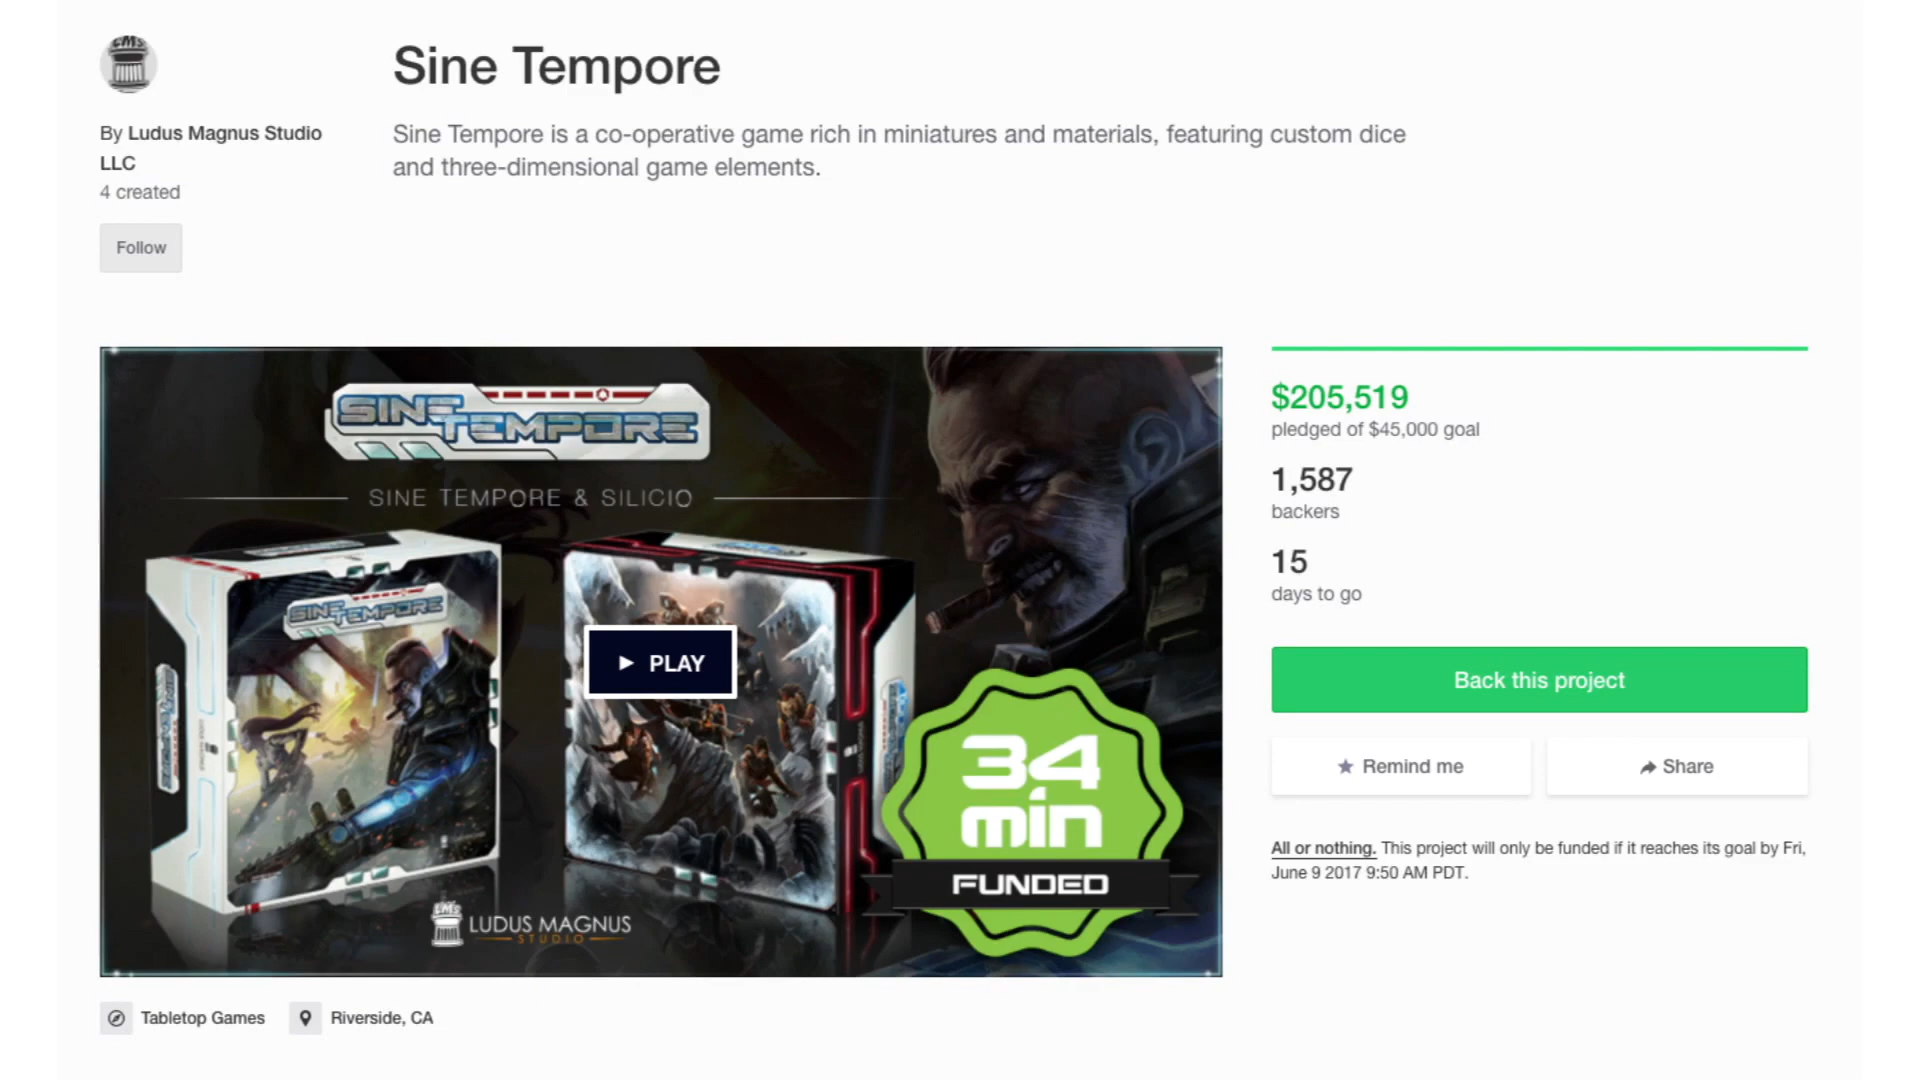 Sine Tempore
By Ludus Magnus Studio
LLC
4 created
Follow
Sine Tempore is a co-operative game rich in miniatures and materials, featuring custom dice
and three-dimensional game elements.
SINE
TEMPORE
SINE TEMPORE & SILICIO
SINE
TEMPORE
PLAY
34
min
FUNDED
LMS
LUDUS MAGNUS
STUDIO
$205,519
pledged of $45,000 goal
1,587
backers
15
days to go
Back this project
Remind me
Share
All or nothing. This project will only be funded if it reaches its goal by Fri,
June 9 2017 9:50 AM PDT.
Tabletop Games
Riverside, CA